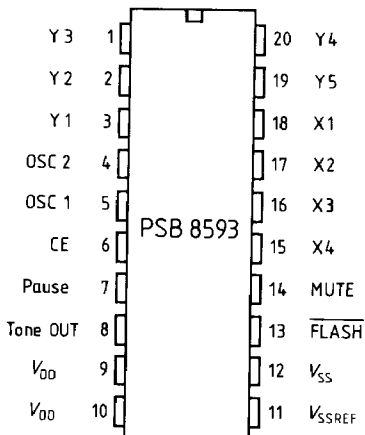 Y3 1 20 Y4
Y2 2 19 Y5
Y1 3 18 X1
OSC 2 4 17 X2
OSC 1 5 16 X3
CE 6 PSB 8593 15 X4
Pause 7 14 MUTE
Tone OUT 8 13 FLASH
VDD 9 12 VSS
VDD 10 11 VSSREF